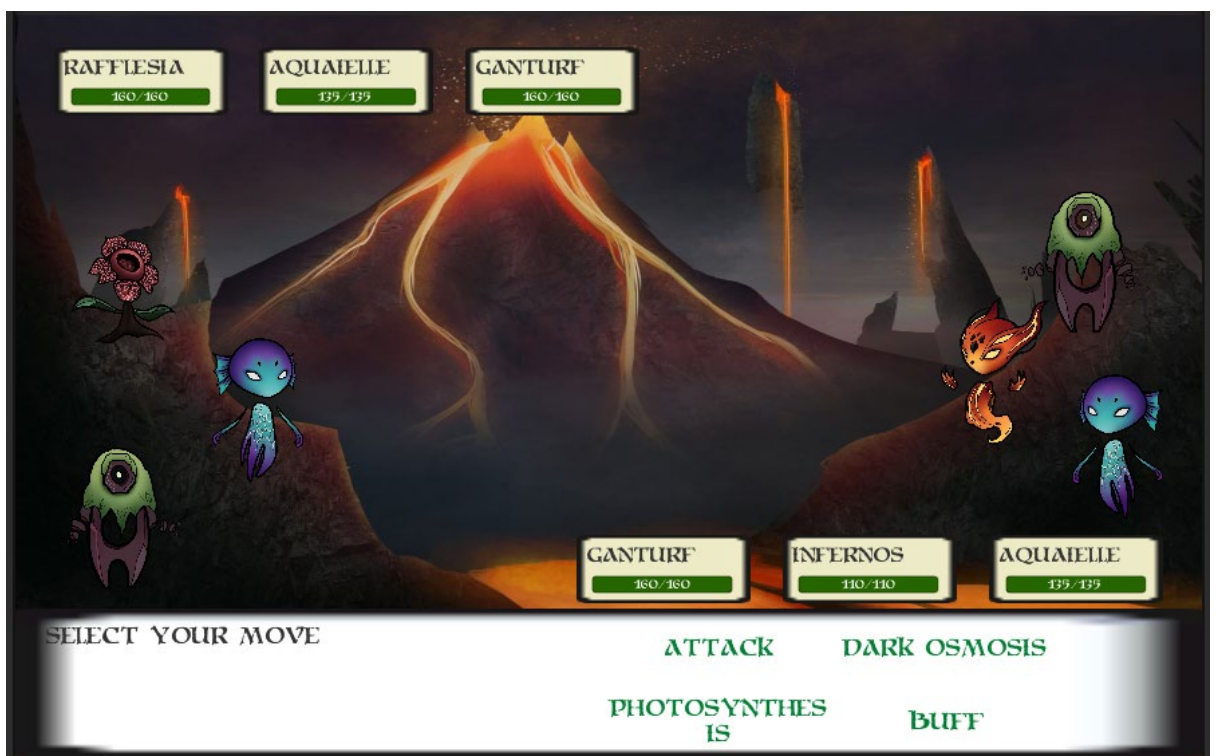 RAFFLESIA
160/160
AQUAIELLE
135/135
GANTURF
160/160
GANTURF
160/160
INFERNOS
110/110
AQUAIELLE
135/135
SELECT YOUR MOVE
ATTACK
DARK OSMOSIS
PHOTOSYNTHES
IS
BUFF